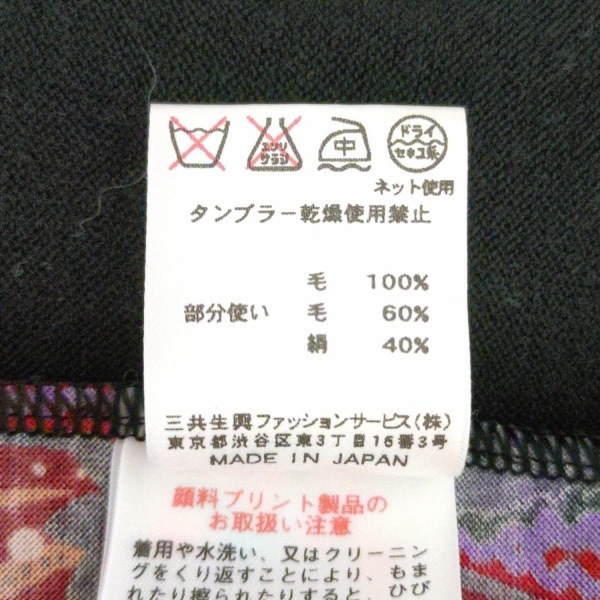 エンソ
サラシ
中
ドライ
セキユ系
ネット使用
タンブラー乾燥使用禁止
毛 100%
部分使い 毛 60%
絹 40%
三共生興ファッションサービス(株)
東京都渋谷区東3丁目16番3号
MADE IN JAPAN
顔料プリント製品の
お取扱い注意
着用や水洗い、又はクリーニン
グをくり返すことにより、もま
れたり擦られたりすると、ひび